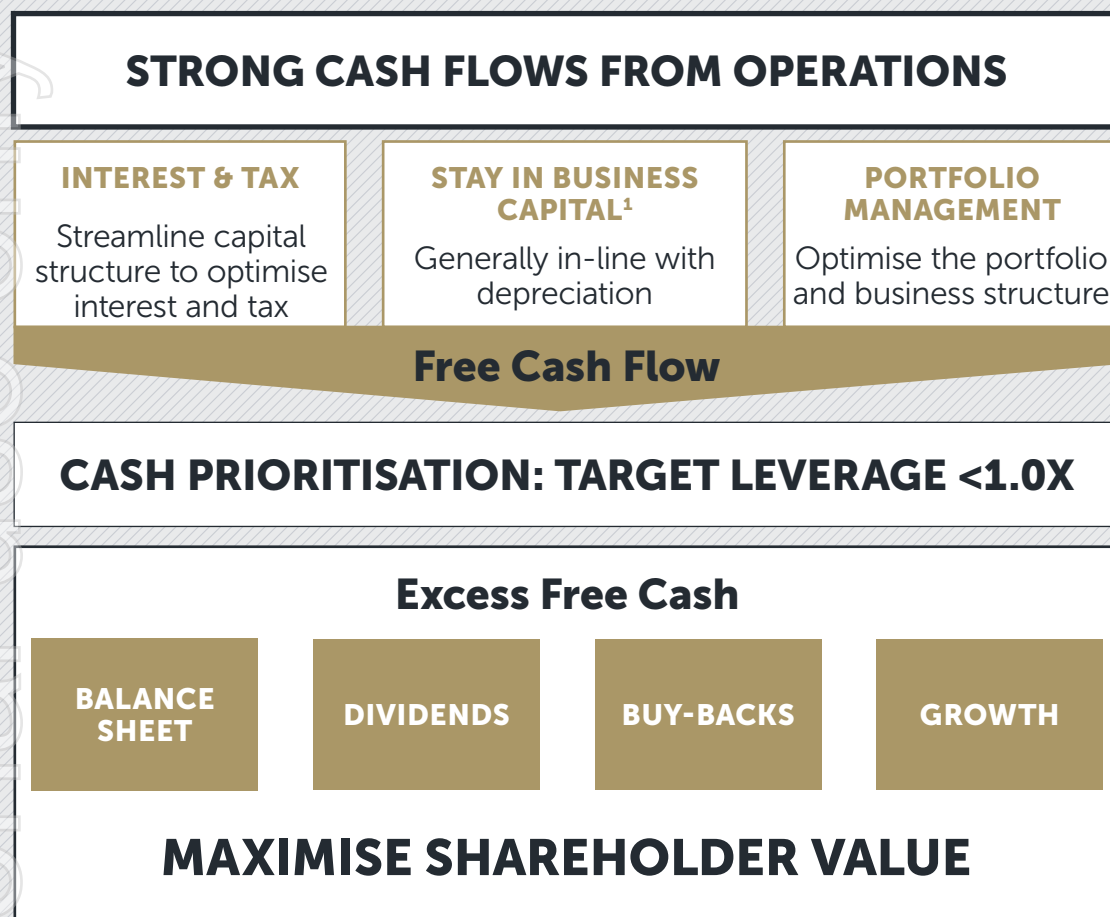 STRONG CASH FLOWS FROM OPERATIONS
INTEREST & TAX
Streamline capital
structure to optimise
interest and tax
STAY IN BUSINESS
CAPITAL¹
Generally in-line with
depreciation
PORTFOLIO
MANAGEMENT
Optimise the portfolio
and business structure
Free Cash Flow
CASH PRIORITISATION: TARGET LEVERAGE <1.0X
Excess Free Cash
BALANCE
SHEET
DIVIDENDS
BUY-BACKS
GROWTH
MAXIMISE SHAREHOLDER VALUE